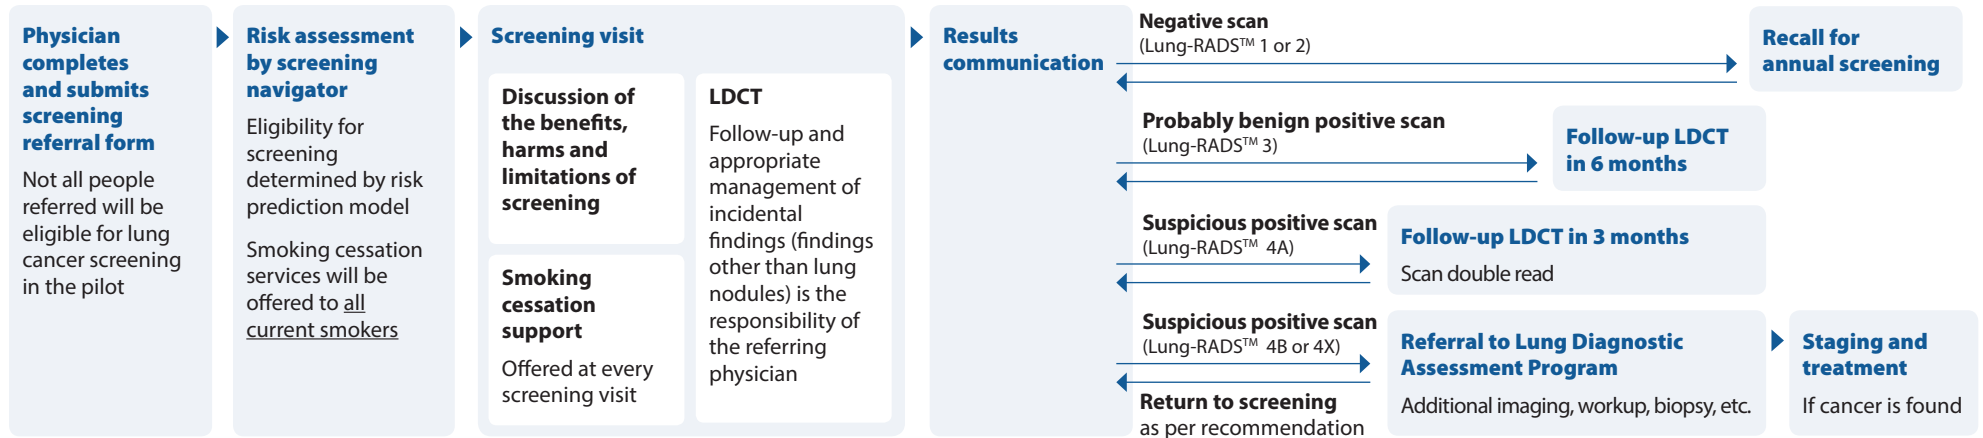 Physician
completes
and submits
screening
referral form
Not all people
referred will be
eligible for lung
cancer screening
in the pilot
Risk assessment
by screening
navigator
Eligibility for
screening
determined by risk
prediction model
Smoking cessation
services will be
offered to all
current smokers
Screening visit
Discussion of
the benefits,
harms and
limitations of
screening
Smoking
cessation
support
Offered at every
screening visit
LDCT
Follow-up and
appropriate
management of
incidental
findings (findings
other than lung
nodules) is the
responsibility of
the referring
physician
Results
communication
Negative scan
(Lung-RADS™ 1 or 2)
Recall for
annual screening
Probably benign positive scan
(Lung-RADS™ 3)
Follow-up LDCT
in 6 months
Suspicious positive scan
(Lung-RADS™ 4A)
Follow-up LDCT in 3 months
Scan double read
Suspicious positive scan
(Lung-RADS™ 4B or 4X)
Return to screening
as per recommendation
Referral to Lung Diagnostic
Assessment Program
Additional imaging, workup, biopsy, etc.
Staging and
treatment
If cancer is found